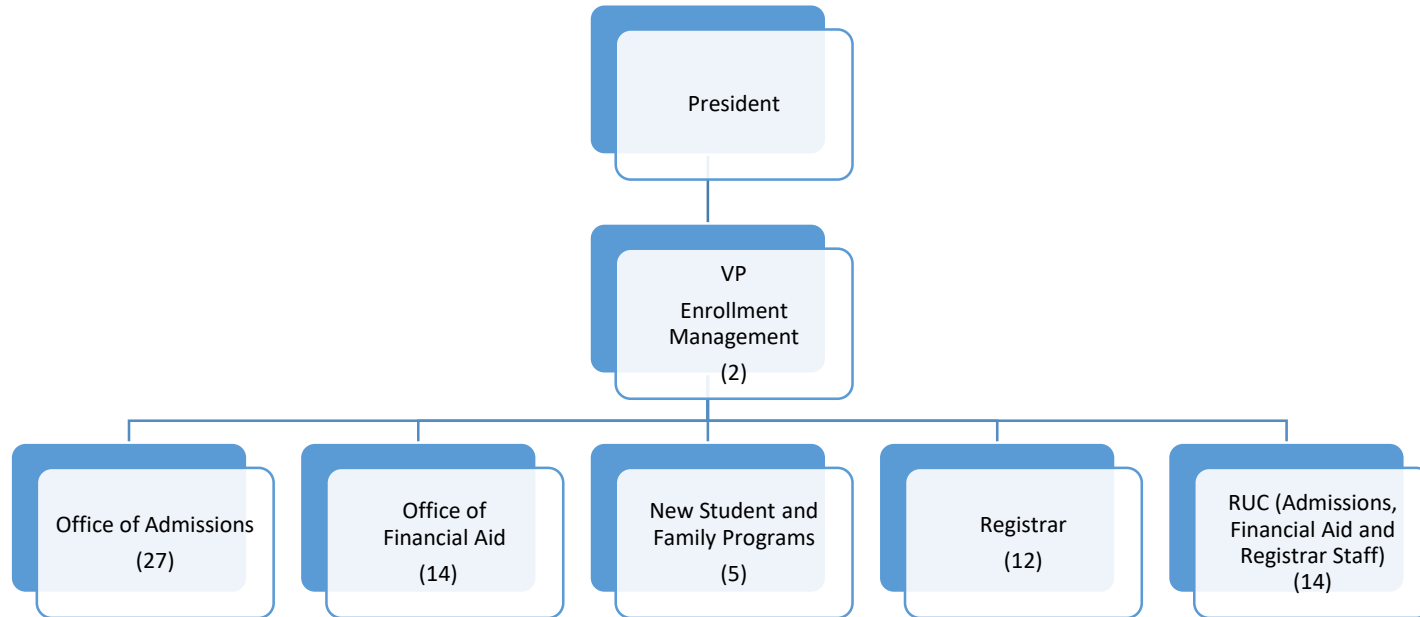 President
VP
Enrollment
Management
(2)
Office of Admissions
(27)
Office of
Financial Aid
(14)
New Student and
Family Programs
(5)
Registrar
(12)
RUC (Admissions,
Financial Aid and
Registrar Staff)
(14)